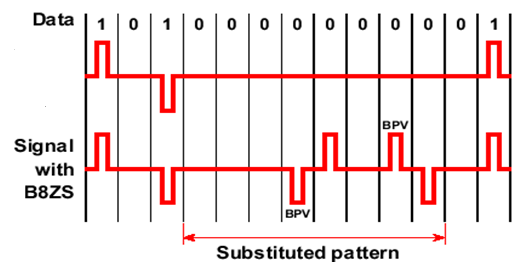 Data 1 0 1 0 0 0 0 0 0 0 0 0 1
BPV
Signal
with
B8ZS
BPV
Substituted pattern